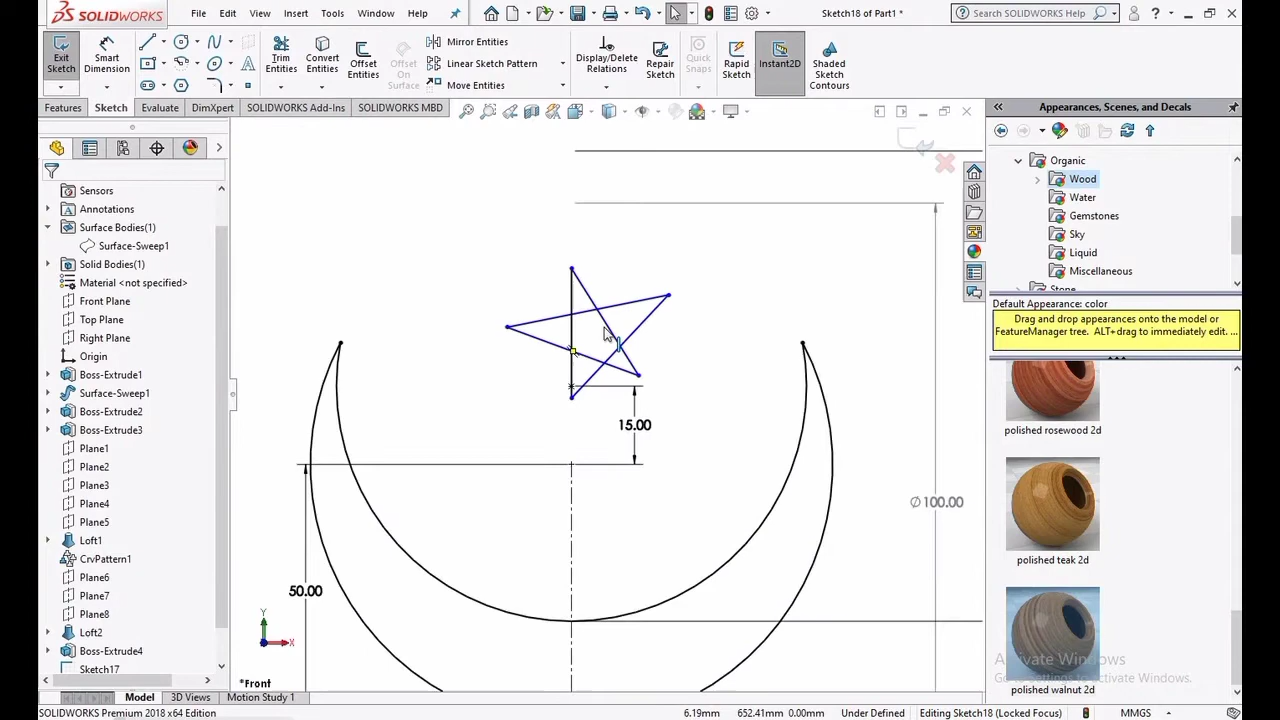 SOLIDWORKS
File
Edit
View
Insert
Tools
Window
Help
Sketch18 of Part1 *
Search SOLIDWORKS Help
?
Exit
Sketch
Smart
Dimension
Trim
Entities
Convert
Entities
Offset
Entities
Offset
On
Surface
Mirror Entities
Linear Sketch Pattern
Move Entities
Display/Delete
Relations
Repair
Sketch
Quick
Snaps
Rapid
Sketch
Instant2D
Shaded
Sketch
Contours
Features
Sketch
Evaluate
DimXpert
SOLIDWORKS Add-Ins
SOLIDWORKS MBD
Appearances, Scenes, and Decals
Sensors
Annotations
Surface Bodies(1)
Surface-Sweep1
Solid Bodies(1)
Material <not specified>
Front Plane
Top Plane
Right Plane
Origin
Boss-Extrude1
Surface-Sweep1
Boss-Extrude2
Boss-Extrude3
Plane1
Plane2
Plane3
Plane4
Plane5
Loft1
CrvPattern1
Plane6
Plane7
Plane8
Loft2
Boss-Extrude4
Sketch17
15.00
Ø100.00
50.00
Y
X
*Front
Organic
Wood
Water
Gemstones
Sky
Liquid
Miscellaneous
Stone
Default Appearance: color
Drag and drop appearances onto the model or
FeatureManager tree. ALT+drag to immediately edit. ...
polished rosewood 2d
polished teak 2d
polished walnut 2d
Activate Windows
Go to Settings to activate Windows.
Model
3D Views
Motion Study 1
SOLIDWORKS Premium 2018 x64 Edition
6.19mm
652.41mm
0.00mm
Under Defined
Editing Sketch18 (Locked Focus)
MMGS